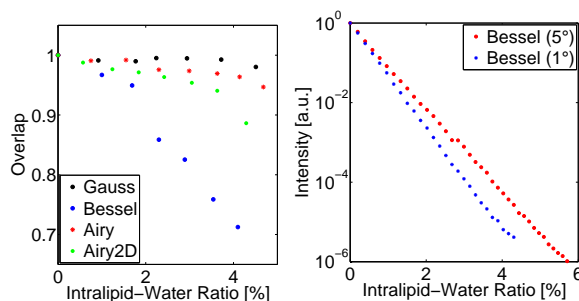 1
0.9
0.8
0.7
Overlap
Gauss
Bessel
Airy
Airy2D
0 2 4
Intralipid−Water Ratio [%]
10^0
10^−2
10^−4
10^−6
Intensity [a.u.]
Bessel (5°)
Bessel (1°)
0 2 4 6
Intralipid−Water Ratio [%]